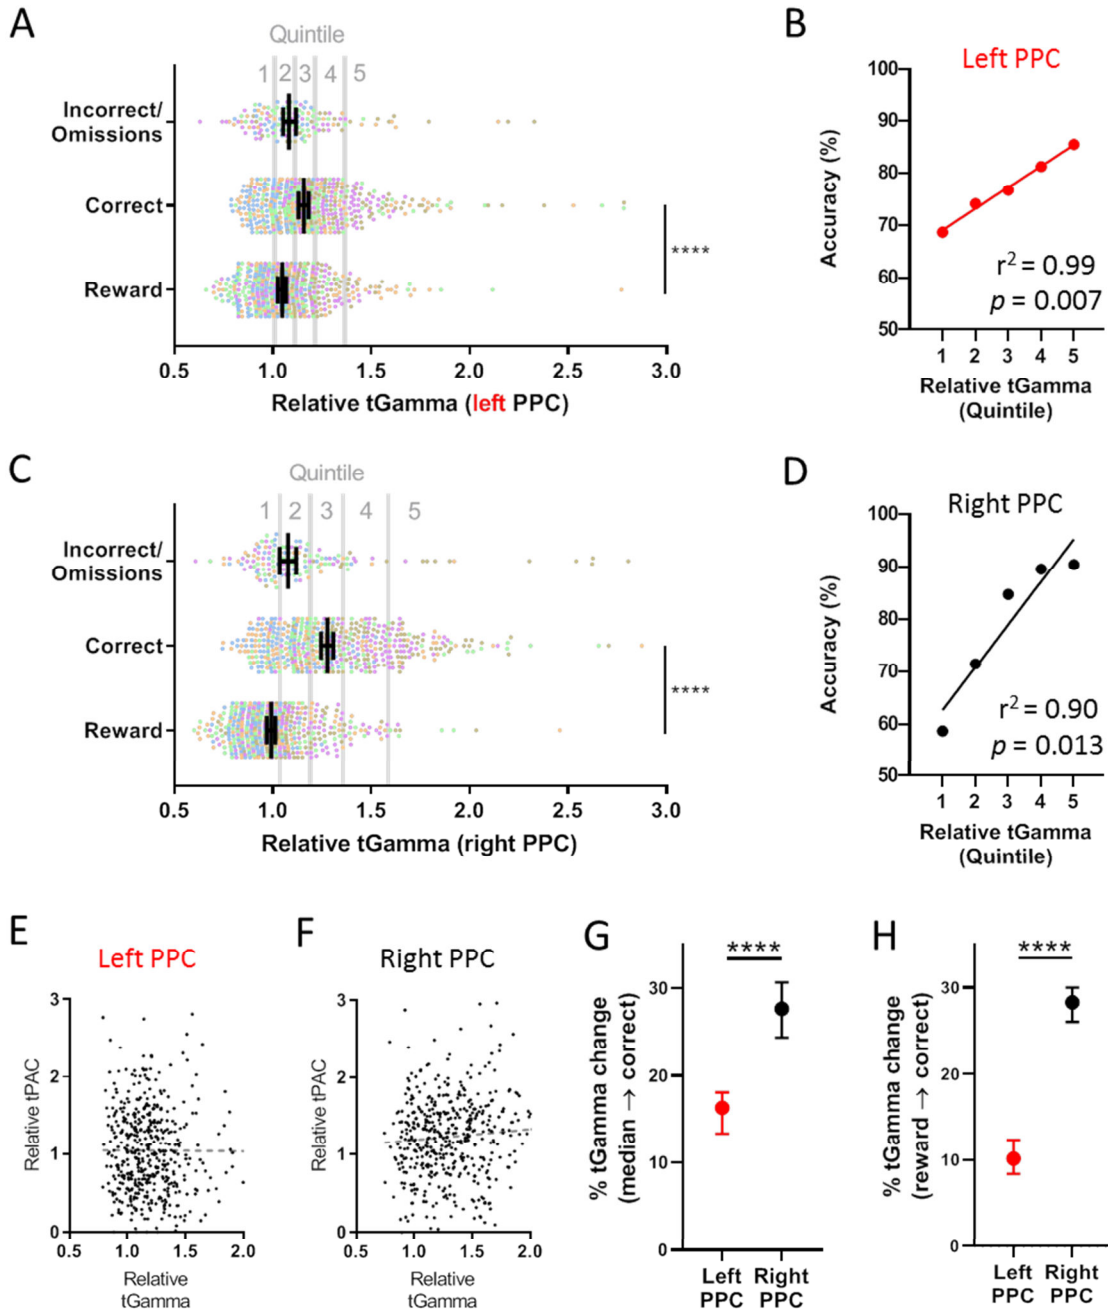 A
Quintile
1 2 3 4 5
Incorrect/
Omissions
Correct
Reward
****
0.5 1.0 1.5 2.0 2.5 3.0
Relative tGamma (left PPC)
B
Left PPC
100
90
80
70
60
50
Accuracy (%)
r2 = 0.99
p = 0.007
1 2 3 4 5
Relative tGamma
(Quintile)
C
Quintile
1 2 3 4 5
Incorrect/
Omissions
Correct
Reward
****
0.5 1.0 1.5 2.0 2.5 3.0
Relative tGamma (right PPC)
D
Right PPC
100
90
80
70
60
50
Accuracy (%)
r2 = 0.90
p = 0.013
1 2 3 4 5
Relative tGamma
(Quintile)
E
Left PPC
3
2
1
0
Relative tPAC
0.5 1.0 1.5 2.0
Relative
tGamma
F
Right PPC
3
2
1
0
Relative tPAC
0.5 1.0 1.5 2.0
Relative
tGamma
G
****
30
20
10
0
% tGamma change
(median → correct)
Left Right
PPC PPC
H
****
30
20
10
0
% tGamma change
(reward → correct)
Left Right
PPC PPC